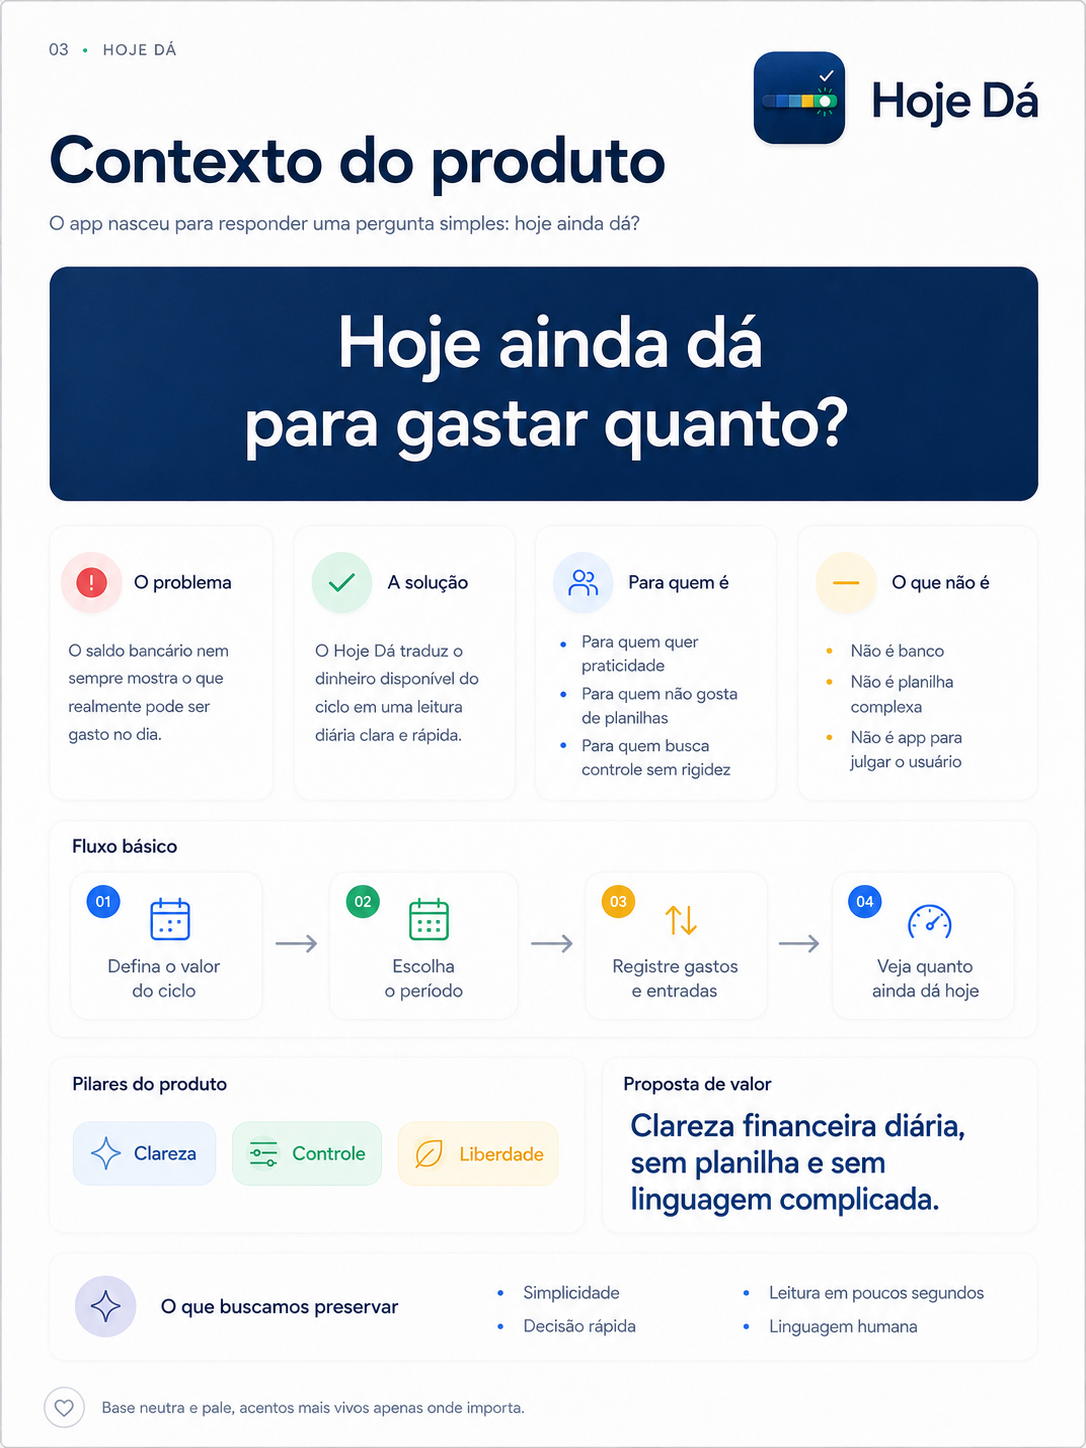 03 • HOJE DÁ
Hoje Dá
Contexto do produto
O app nasceu para responder uma pergunta simples: hoje ainda dá?
Hoje ainda dá
para gastar quanto?
O problema
O saldo bancário nem
sempre mostra o que
realmente pode ser
gasto no dia.
A solução
O Hoje Dá traduz o
dinheiro disponível do
ciclo em uma leitura
diária clara e rápida.
Para quem é
• Para quem quer
praticidade
• Para quem não gosta
de planilhas
• Para quem busca
controle sem rigidez
O que não é
• Não é banco
• Não é planilha
complexa
• Não é app para
julgar o usuário
Fluxo básico
01
Defina o valor
do ciclo
02
Escolha
o período
03
Registre gastos
e entradas
04
Veja quanto
ainda dá hoje
Pilares do produto
Clareza
Controle
Liberdade
Proposta de valor
Clareza financeira diária,
sem planilha e sem
linguagem complicada.
O que buscamos preservar
• Simplicidade
• Decisão rápida
• Leitura em poucos segundos
• Linguagem humana
Base neutra e pale, acentos mais vivos apenas onde importa.